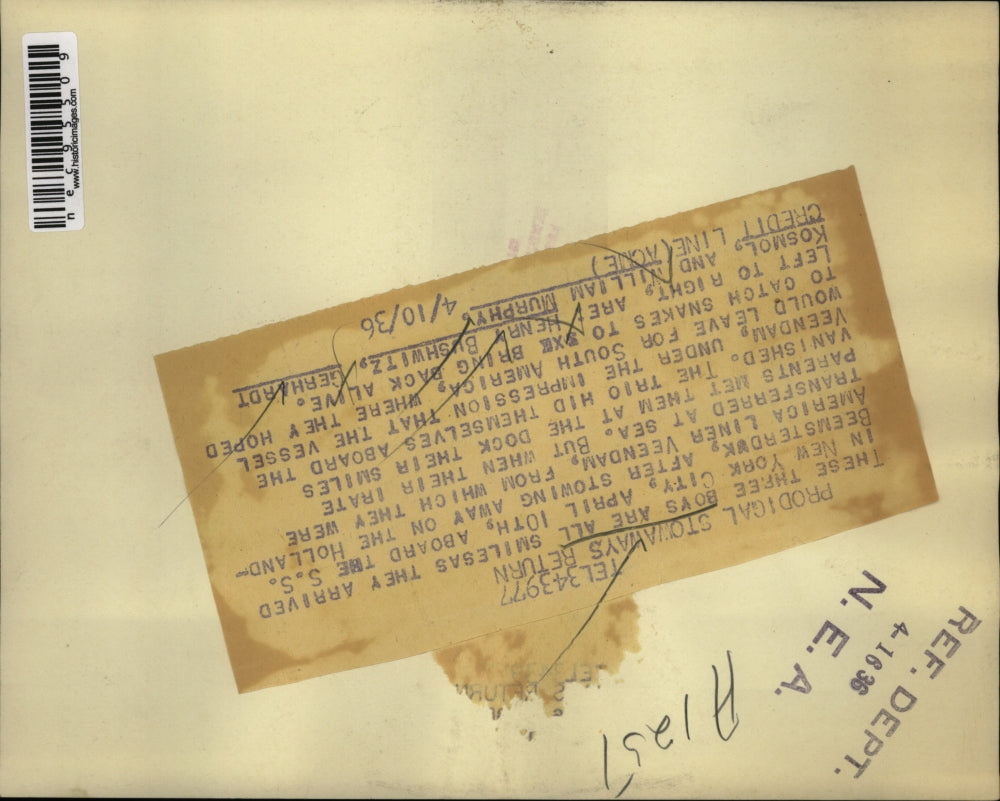 TEL343977
PRODIGAL STOWAWAYS RETURN
THESE THREE BOYS ARE ALL SMILESAS THEY ARRIVED
IN NEW YORK CITY, APRIL 10TH, ABOARD THE S.S.
BEEMSTERDYK, AFTER STOWING AWAY ON THE HOLLAND-
AMERICA LINER VEENDAM, FROM WHICH THEY WERE
TRANSFERRED AT SEA. BUT WHEN THEIR IRATE
PARENTS MET THEM AT THE DOCK THEIR SMILES
VANISHED. THE TRIO HID THEMSELVES ABOARD THE
VEENDAM, UNDER THE IMPRESSION THAT THE VESSEL
WOULD LEAVE FOR SOUTH AMERICA, WHERE THEY HOPED
TO CATCH SNAKES TO BRING BACK ALIVE.
LEFT TO RIGHT, ARE HENRY BUSHWITZ, GERHARDT
KOSMOL, AND WILLIAM MURPHY.
CREDIT LINE (ACME) 4/10/36
REF. DEPT.
4-16 36
N. E. A.
A1251
www.historicimages.com
nec95509